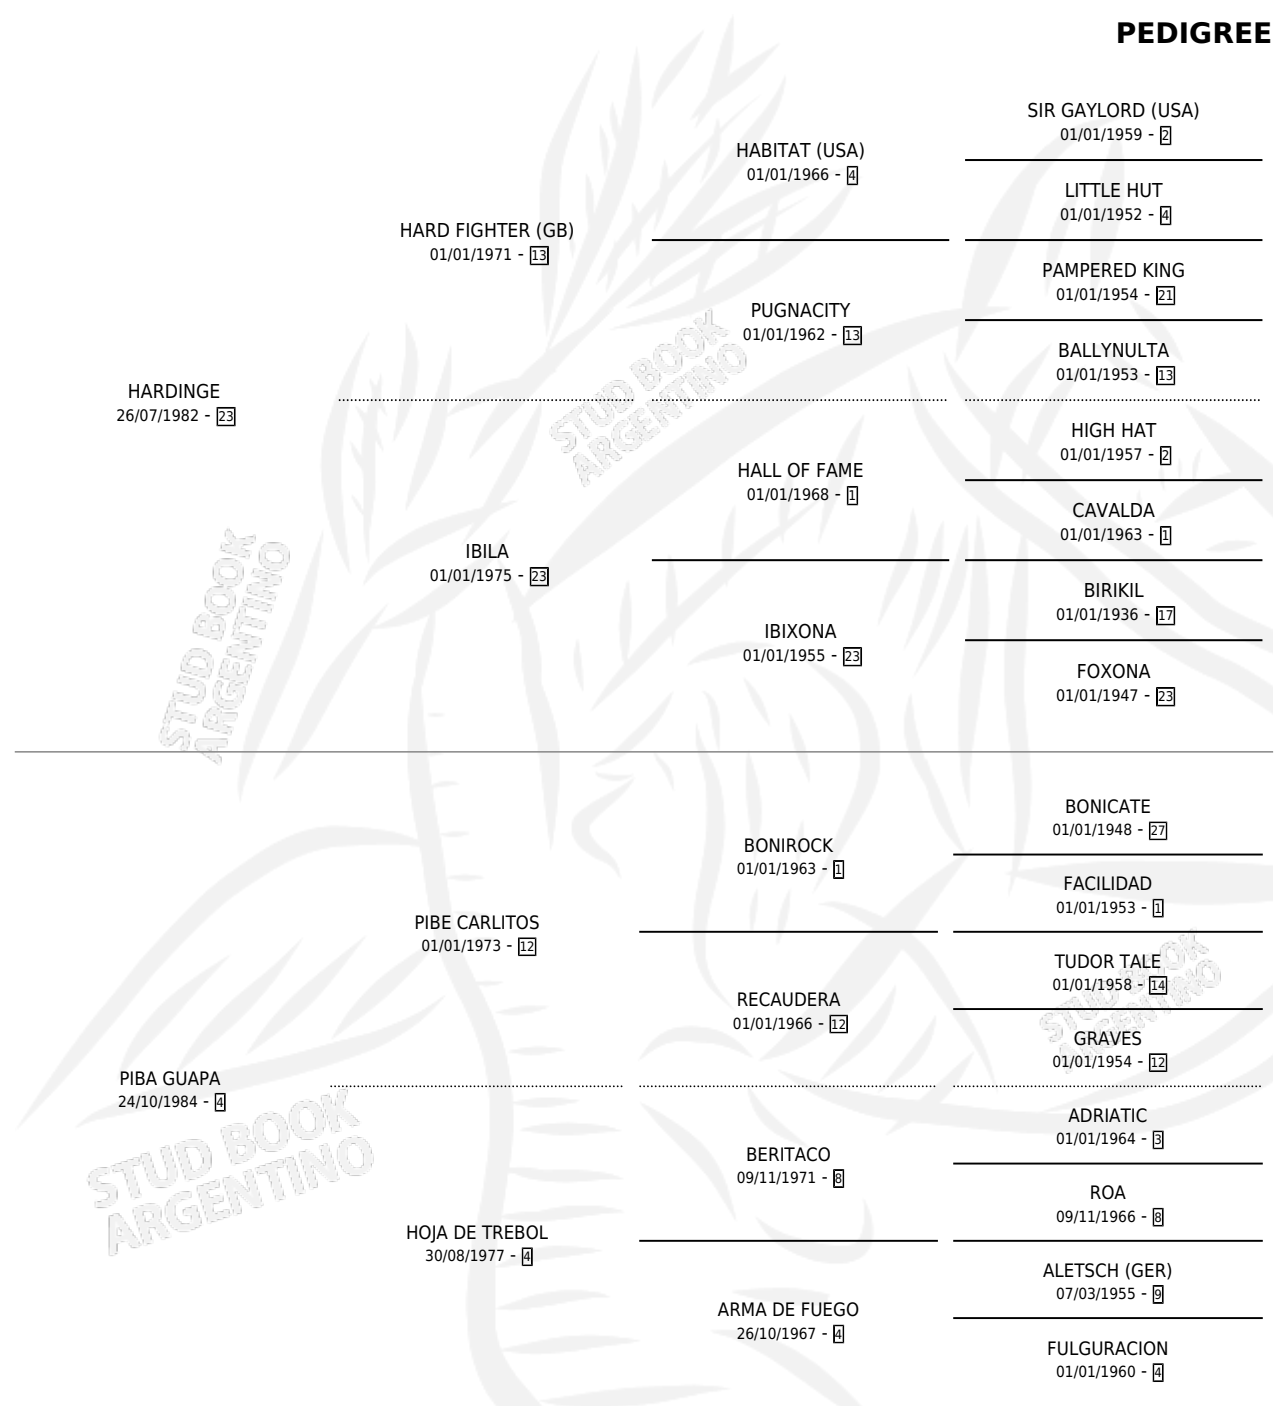 PEDIGREE
SIR GAYLORD (USA)
01/01/1959 - 2
HABITAT (USA)
01/01/1966 - 4
LITTLE HUT
01/01/1952 - 4
HARD FIGHTER (GB)
01/01/1971 - 13
PAMPERED KING
01/01/1954 - 21
PUGNACITY
01/01/1962 - 13
BALLYNULTA
01/01/1953 - 13
HARDINGE
26/07/1982 - 23
STUD BOOK
ARGENTINO
HIGH HAT
01/01/1957 - 2
HALL OF FAME
01/01/1968 - 1
CAVALDA
01/01/1963 - 1
IBILA
01/01/1975 - 23
BIRIKIL
01/01/1936 - 17
IBIXONA
01/01/1955 - 23
FOXONA
01/01/1947 - 23
STUD BOOK
ARGENTINO
BONICATE
01/01/1948 - 27
BONIROCK
01/01/1963 - 1
FACILIDAD
01/01/1953 - 1
PIBE CARLITOS
01/01/1973 - 12
TUDOR TALE
01/01/1958 - 14
RECAUDERA
01/01/1966 - 12
GRAVES
01/01/1954 - 12
STUD BOOK
ARGENTINO
PIBA GUAPA
24/10/1984 - 4
ADRIATIC
01/01/1964 - 3
BERITACO
09/11/1971 - 8
ROA
09/11/1966 - 8
STUD BOOK
ARGENTINO
HOJA DE TREBOL
30/08/1977 - 4
ALETSCH (GER)
07/03/1955 - 9
ARMA DE FUEGO
26/10/1967 - 4
FULGURACION
01/01/1960 - 4